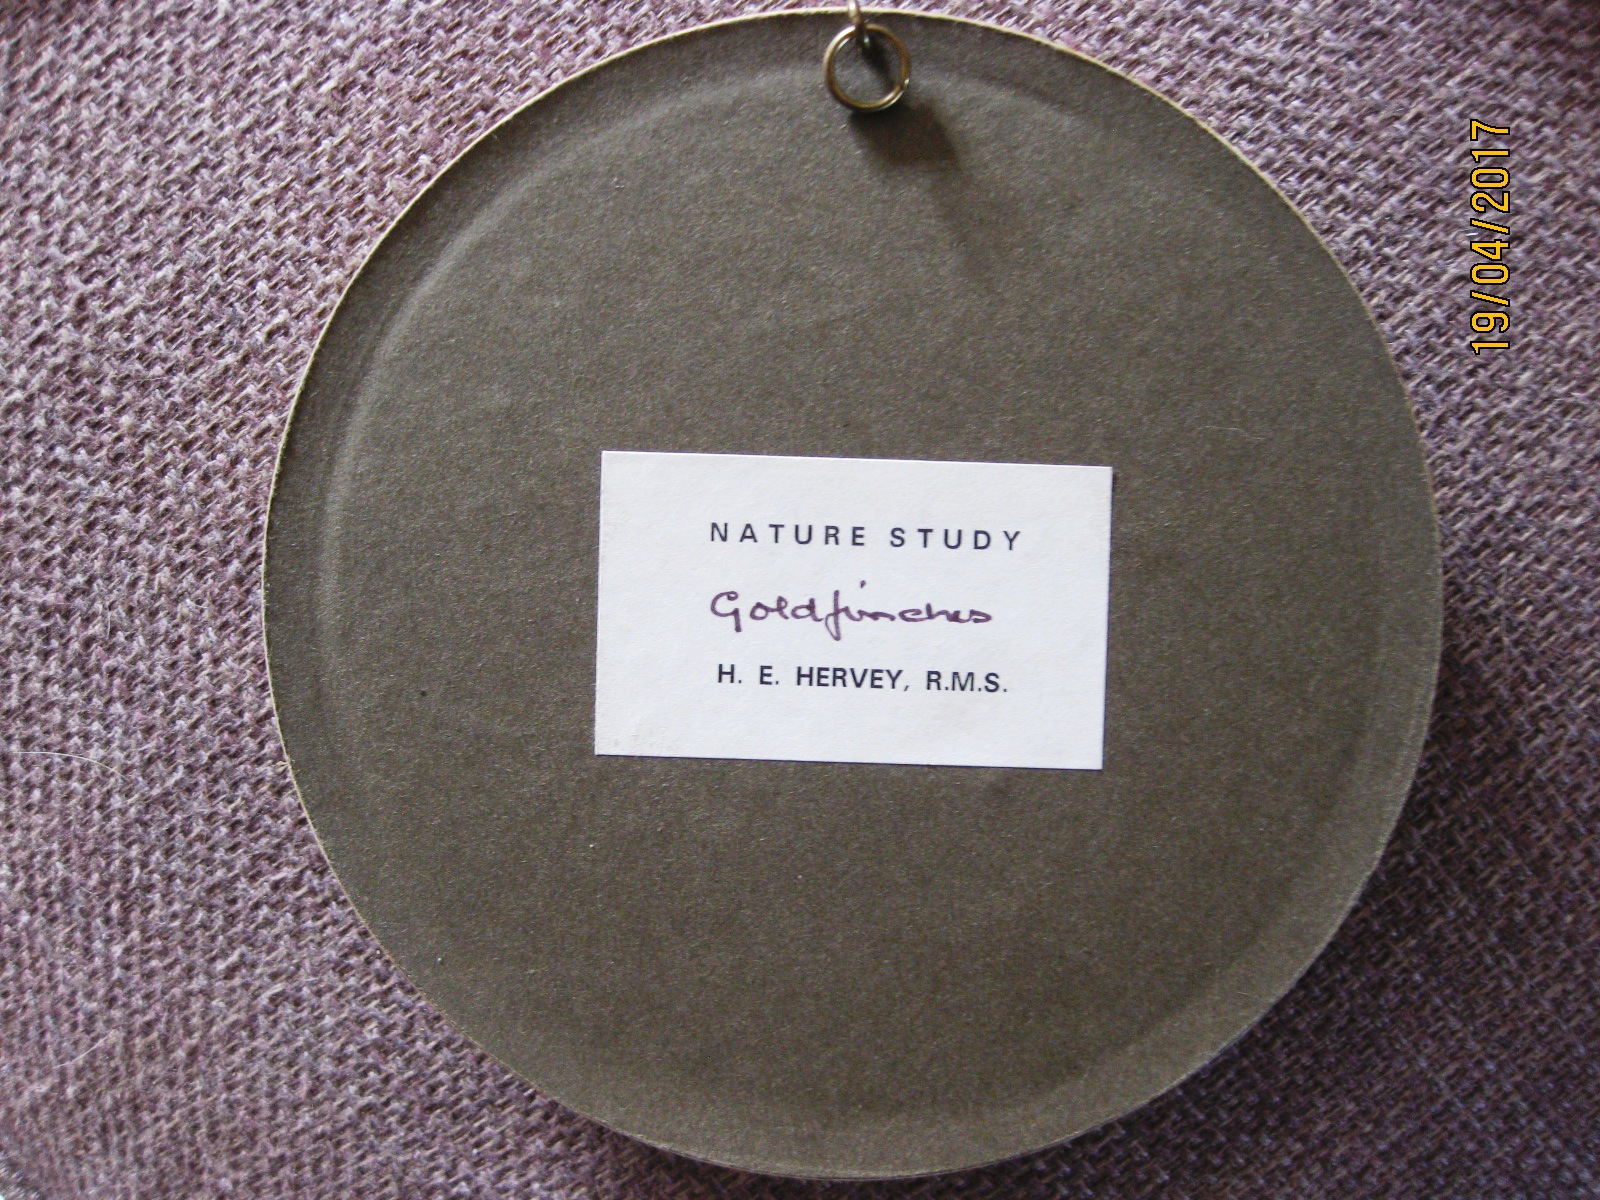 NATURE STUDY
Goldfinches
H. E. HERVEY, R.M.S.
19/04/2017